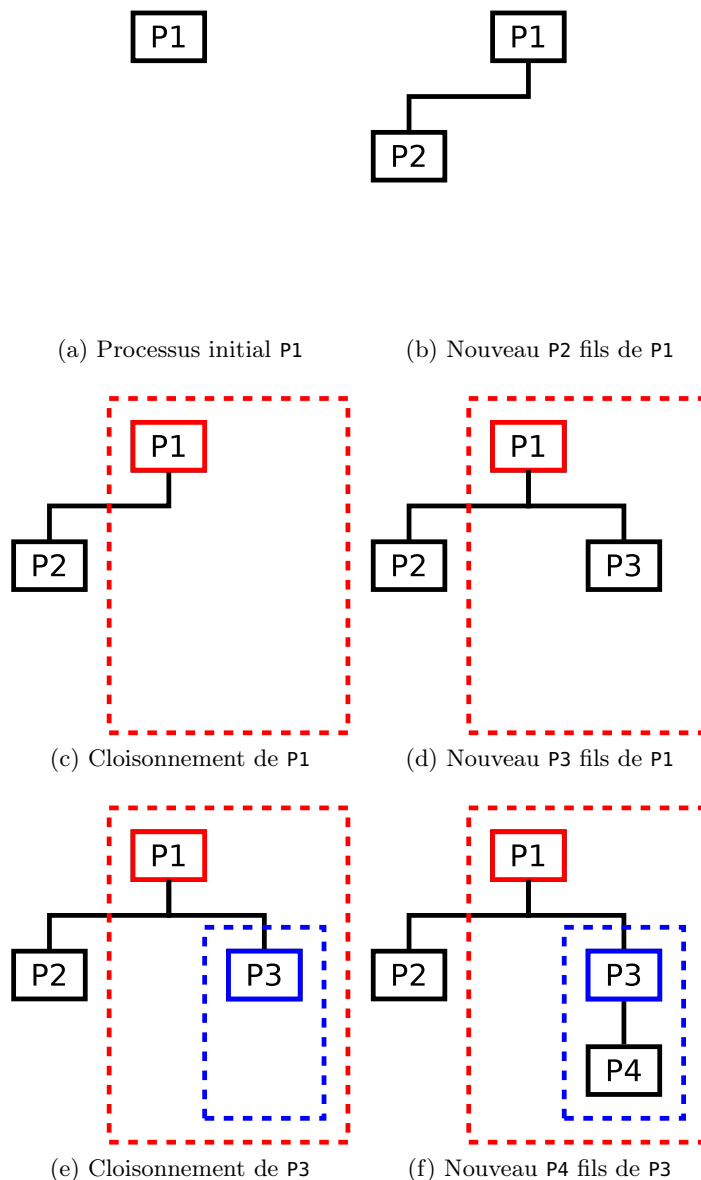 P1
P1
P2
(a) Processus initial P1
(b) Nouveau P2 fils de P1
P1
P1
P2
P2
P3
(c) Cloisonnement de P1
(d) Nouveau P3 fils de P1
P1
P1
P2
P3
P2
P3
P4
(e) Cloisonnement de P3
(f) Nouveau P4 fils de P3